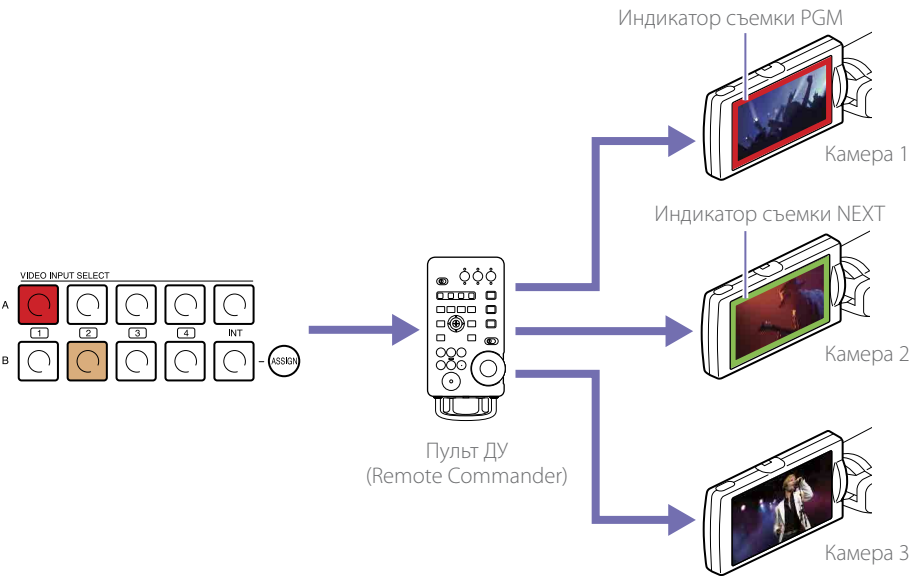 Индикатор съемки PGM
Камера 1
Индикатор съемки NEXT
VIDEO INPUT SELECT
A
1 2 3 4 INT
B - ASSIGN
Камера 2
Пульт ДУ
(Remote Commander)
Камера 3